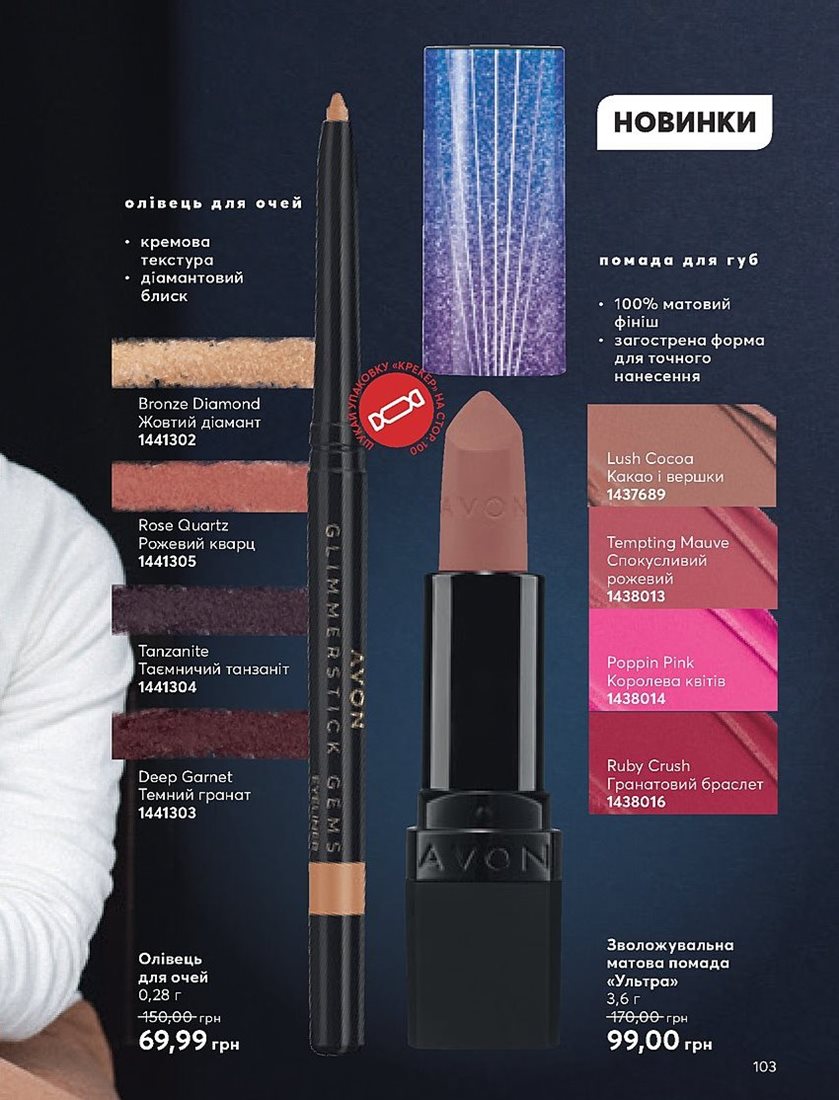 НОВИНКИ
олівець для очей
• кремова
текстура
• діамантовий
блиск
Bronze Diamond
Жовтий діамант
1441302
Rose Quartz
Рожевий кварц
1441305
Tanzanite
Таємничий танзаніт
1441304
Deep Garnet
Темний гранат
1441303
Олівець
для очей
0,28 г
150,00 грн
69,99 грн
AVON
GLIMMERSTICK GEMS
EYELINER
ШУКАЙ УПАКОВКУ «КРЕКЕР» НА СТОР. 100
AVON
AVON
помада для губ
• 100% матовий
фініш
• загострена форма
для точного
нанесення
Lush Cocoa
Какао і вершки
1437689
Tempting Mauve
Спокусливий
рожевий
1438013
Poppin Pink
Королева квітів
1438014
Ruby Crush
Гранатовий браслет
1438016
Зволожувальна
матова помада
«Ультра»
3,6 г
170,00 грн
99,00 грн
103